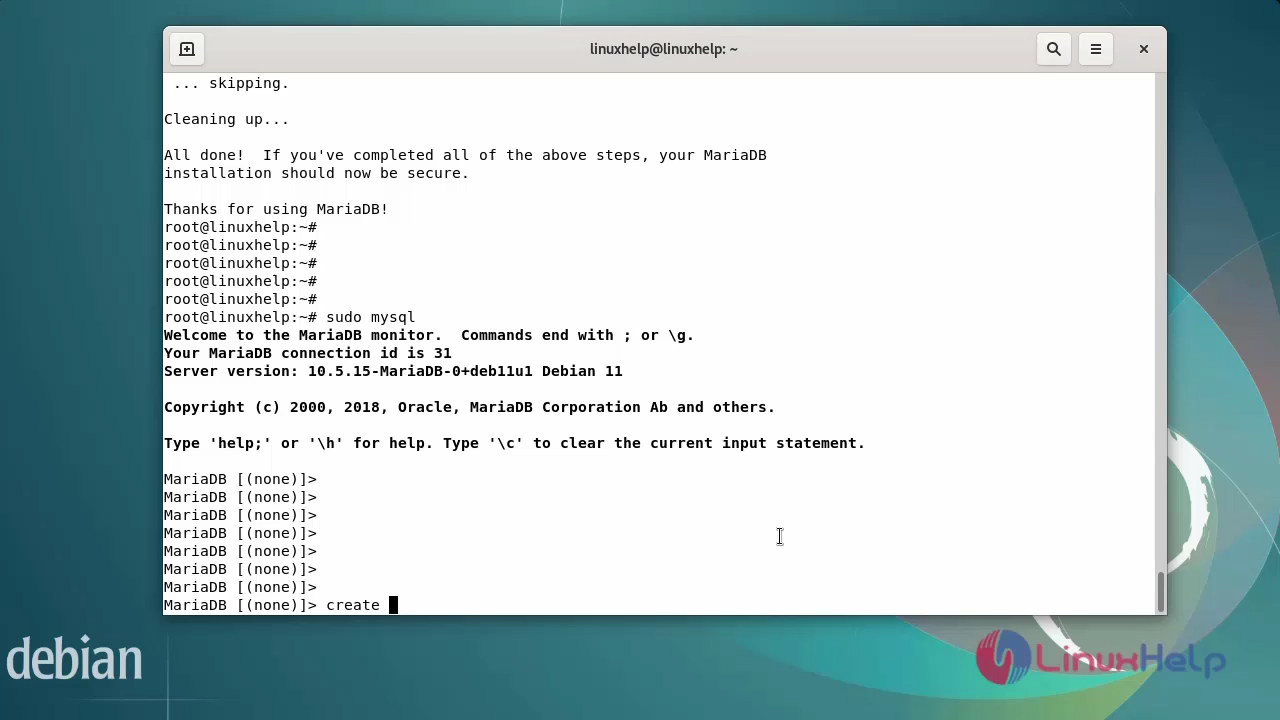 linuxhelp@linuxhelp: ~
... skipping.
Cleaning up...
All done!  If you've completed all of the above steps, your MariaDB
installation should now be secure.
Thanks for using MariaDB!
root@linuxhelp:~#
root@linuxhelp:~#
root@linuxhelp:~#
root@linuxhelp:~#
root@linuxhelp:~#
root@linuxhelp:~# sudo mysql
Welcome to the MariaDB monitor.  Commands end with ; or \g.
Your MariaDB connection id is 31
Server version: 10.5.15-MariaDB-0+deb11u1 Debian 11
Copyright (c) 2000, 2018, Oracle, MariaDB Corporation Ab and others.
Type 'help;' or '\h' for help. Type '\c' to clear the current input statement.
MariaDB [(none)]>
MariaDB [(none)]>
MariaDB [(none)]>
MariaDB [(none)]>
MariaDB [(none)]>
MariaDB [(none)]>
MariaDB [(none)]>
MariaDB [(none)]> create
debian
LinuxHelp